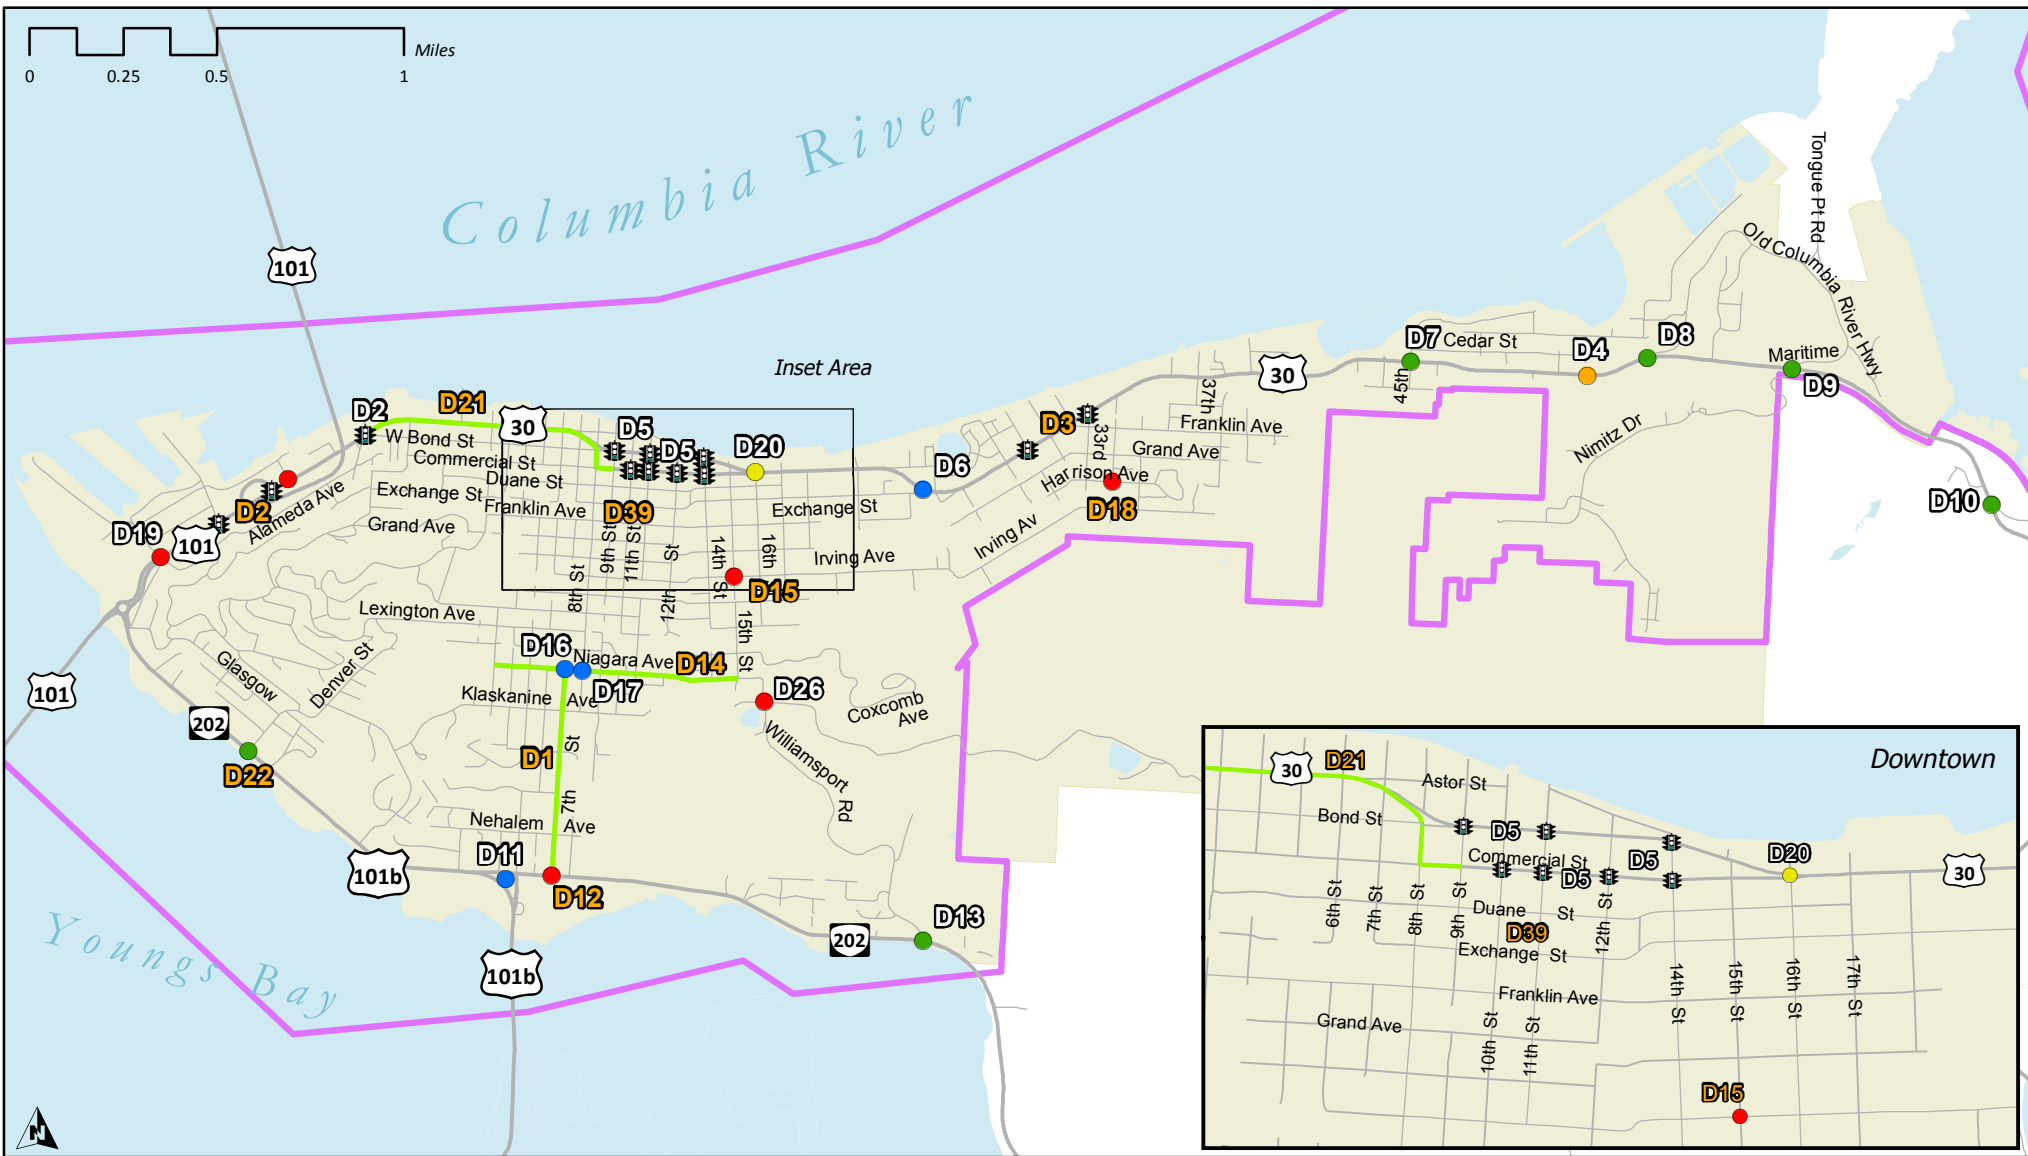 Miles
0 0.25 0.5 1
Columbia River
101
Inset Area
D2
D21
30
W Bond St
Commercial St
Duane St
Exchange St
Franklin Ave
Grand Ave
Alameda Ave
D2
D19
101
D5
D5
D20
D39
Exchange St
Irving Ave
9th St
11th St
8th St
12th St
14th St
16th
15th St
D15
D6
D3
33rd
37th
Franklin Ave
Grand Ave
Harrison Ave
D18
Irving Av
30
D7
Cedar St
45th
D4
D8
Maritime
D9
Tongue Pt Rd
Old Columbia River Hwy
Nimitz Dr
D10
Lexington Ave
D16
Niagara Ave
D14
D17
Klaskanine Ave
D26
Coxcomb Ave
Williamsport Rd
Glasgow
Denver St
101
202
D22
D1
7th St
Nehalem Ave
D11
101b
D12
D13
202
101b
Youngs Bay
N
Downtown
D21
30
Astor St
Bond St
D5
Commercial St
D5
D5
D20
30
6th St
7th St
8th St
9th St
Duane St
12th St
D39
Exchange St
Franklin Ave
Grand Ave
10th St
11th St
14th St
15th St
16th St
17th St
D15